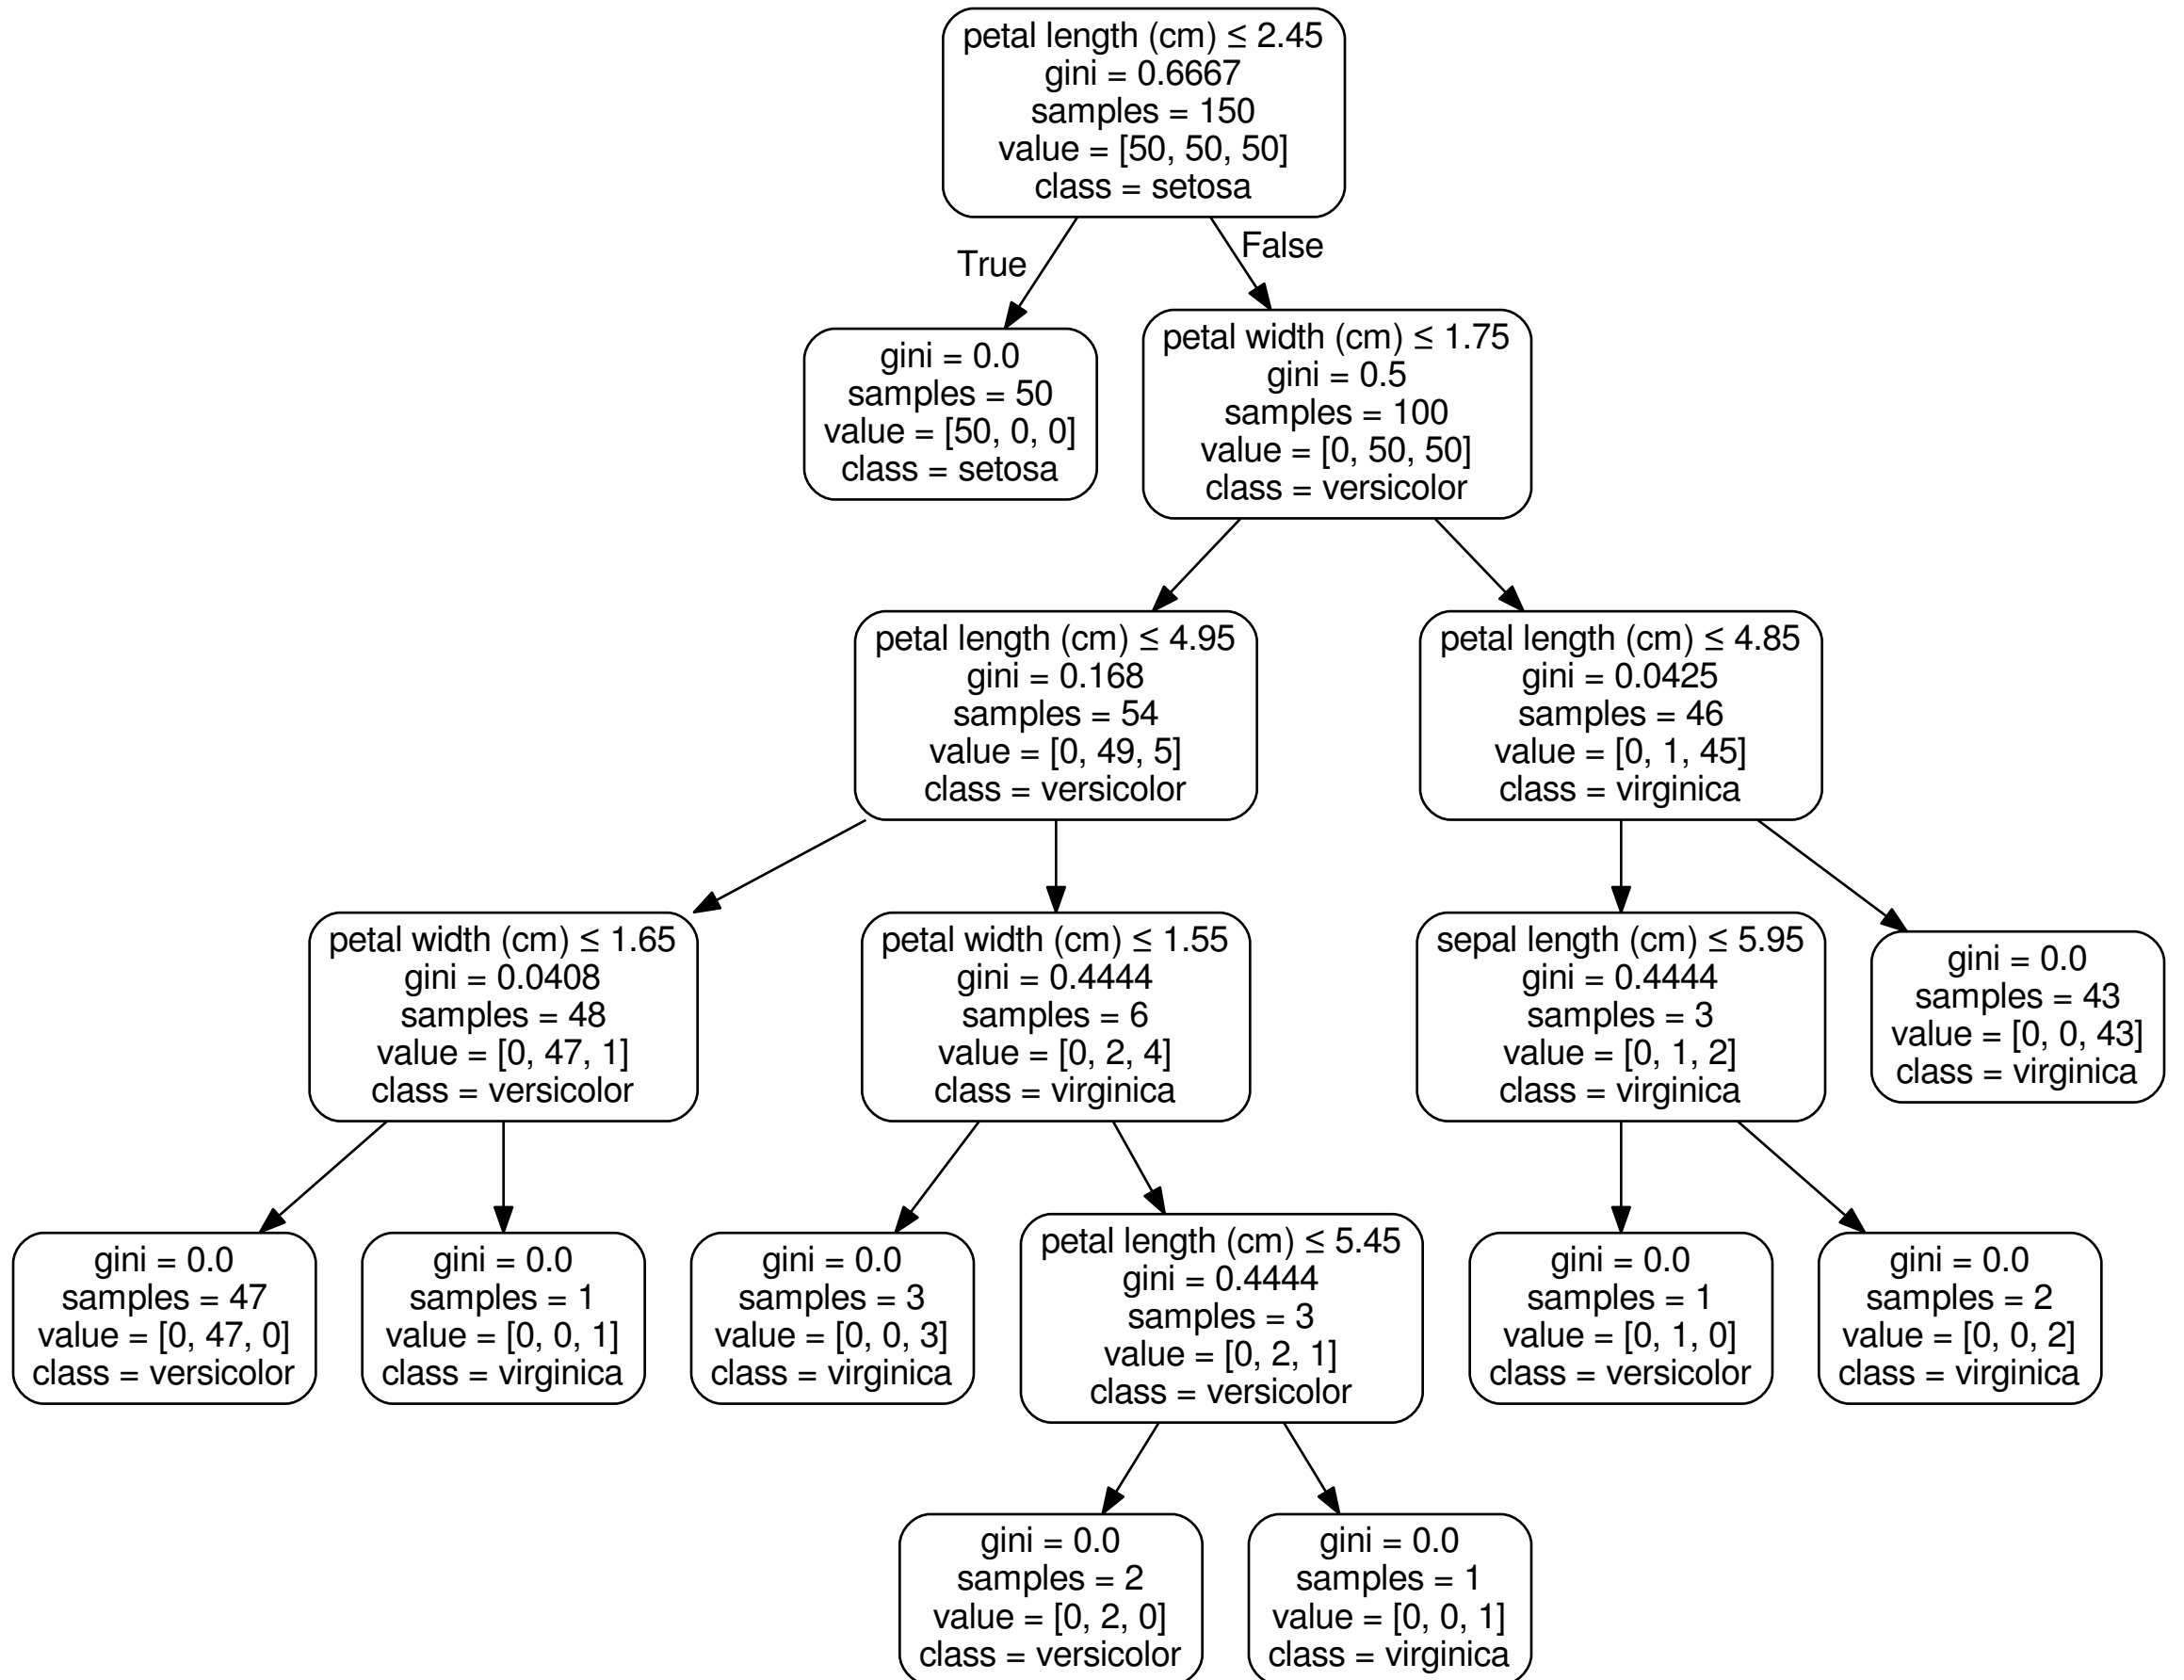 petal length (cm) ≤ 2.45
gini = 0.6667
samples = 150
value = [50, 50, 50]
class = setosa
True
False
gini = 0.0
samples = 50
value = [50, 0, 0]
class = setosa
petal width (cm) ≤ 1.75
gini = 0.5
samples = 100
value = [0, 50, 50]
class = versicolor
petal length (cm) ≤ 4.95
gini = 0.168
samples = 54
value = [0, 49, 5]
class = versicolor
petal length (cm) ≤ 4.85
gini = 0.0425
samples = 46
value = [0, 1, 45]
class = virginica
petal width (cm) ≤ 1.65
gini = 0.0408
samples = 48
value = [0, 47, 1]
class = versicolor
petal width (cm) ≤ 1.55
gini = 0.4444
samples = 6
value = [0, 2, 4]
class = virginica
sepal length (cm) ≤ 5.95
gini = 0.4444
samples = 3
value = [0, 1, 2]
class = virginica
gini = 0.0
samples = 43
value = [0, 0, 43]
class = virginica
gini = 0.0
samples = 47
value = [0, 47, 0]
class = versicolor
gini = 0.0
samples = 1
value = [0, 0, 1]
class = virginica
gini = 0.0
samples = 3
value = [0, 0, 3]
class = virginica
petal length (cm) ≤ 5.45
gini = 0.4444
samples = 3
value = [0, 2, 1]
class = versicolor
gini = 0.0
samples = 1
value = [0, 1, 0]
class = versicolor
gini = 0.0
samples = 2
value = [0, 0, 2]
class = virginica
gini = 0.0
samples = 2
value = [0, 2, 0]
class = versicolor
gini = 0.0
samples = 1
value = [0, 0, 1]
class = virginica